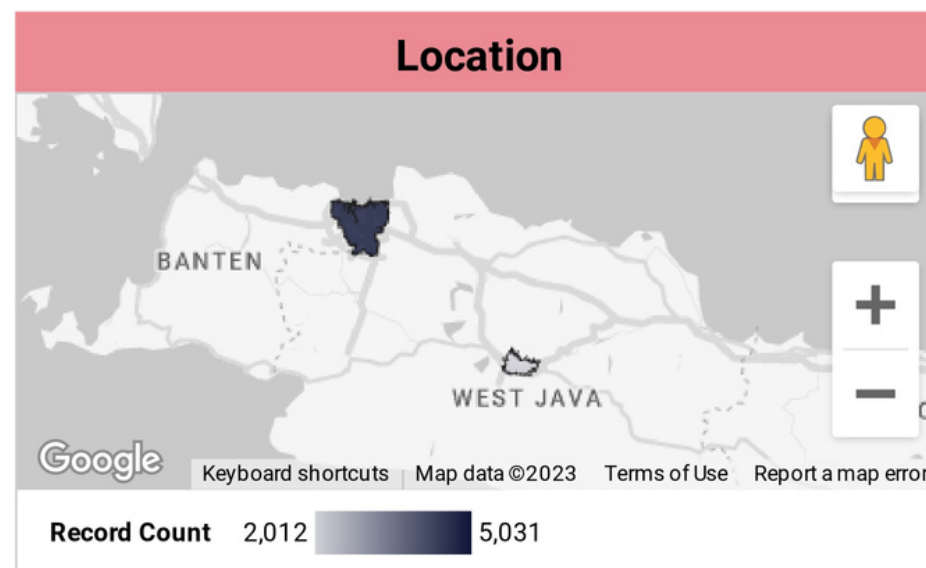 Location
BANTEN
WEST JAVA
Google
Keyboard shortcuts Map data ©2023 Terms of Use Report a map error
Record Count 2,012 5,031